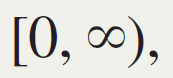 [0, ∞),